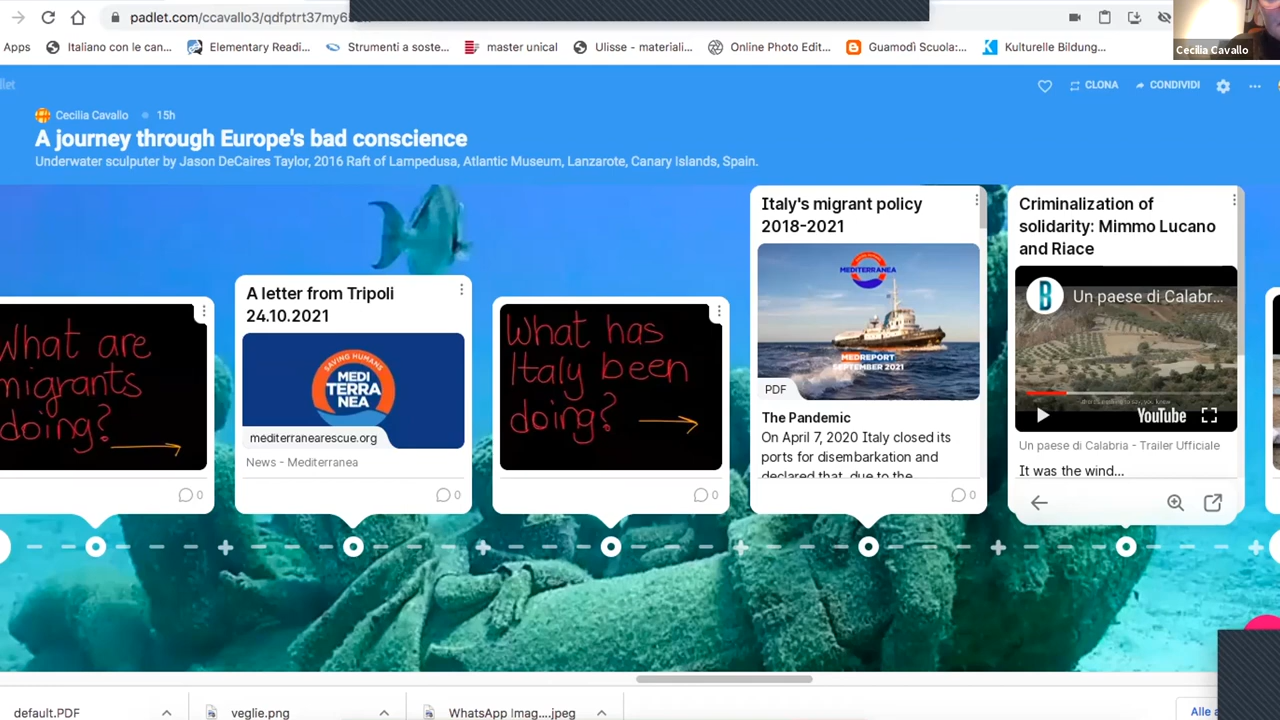 padlet.com/ccavallo3/qdfptrt37my6
Cecilia Cavallo
Apps
Italiano con le can...
Elementary Readi...
Strumenti a soste...
master unical
Ulisse - materiali...
Online Photo Edit...
Guamodì Scuola:...
Kulturelle Bildung...
CLONA
CONDIVIDI
Cecilia Cavallo
15h
A journey through Europe's bad conscience
Underwater sculputer by Jason DeCaires Taylor, 2016 Raft of Lampedusa, Atlantic Museum, Lanzarote, Canary Islands, Spain.
What are
migrants
doing?
0
A letter from Tripoli
24.10.2021
SAVING HUMANS
MEDI
TERRA
NEA
mediterranearescue.org
News - Mediterranea
0
What has
Italy been
doing?
0
Italy's migrant policy
2018-2021
MEDITERRANEA
MEDREPORT
SEPTEMBER 2021
PDF
The Pandemic
On April 7, 2020 Italy closed its
ports for disembarkation and
declared that, due to the
0
Criminalization of
solidarity: Mimmo Lucano
and Riace
B
Un paese di Calabr...
YouTube
Un paese di Calabria - Trailer Ufficiale
It was the wind...
default.PDF
veglie.png
WhatsApp Imag....jpeg
Alle